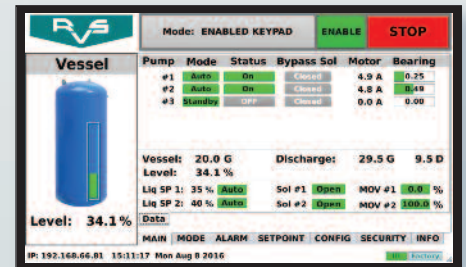 RVS
Mode: ENABLED KEYPAD ENABLE STOP
Vessel
Pump Mode Status Bypass Sol Motor Bearing
#1 Auto On Closed 4.9 A 0.25
#2 Auto On Closed 4.8 A 0.49
#3 Standby OFF Closed 0.0 A 0.00
Vessel: 20.0 G Discharge: 29.5 G 9.5 D
Level: 34.1 %
Liq SP 1: 35 % Auto Sol #1 Open MOV #1 0.0 %
Liq SP 2: 40 % Auto Sol #2 Open MOV #2 100.0 %
Level: 34.1 %
Data
MAIN MODE ALARM SETPOINT CONFIG SECURITY INFO
IP: 192.168.66.81 15:11:17 Mon Aug 8 2016 Factory